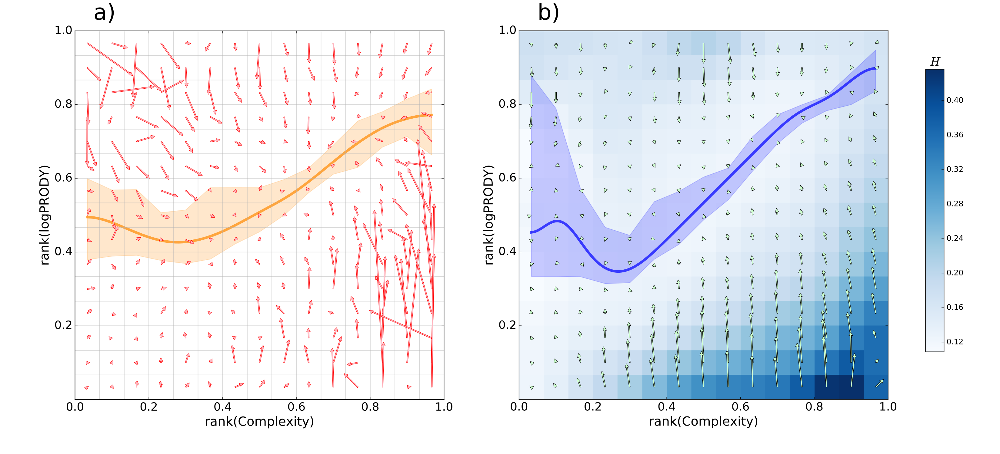 a)
1.0
0.8
0.6
0.4
0.2
0.0 0.2 0.4 0.6 0.8 1.0
rank(logPRODY)
rank(Complexity)
b)
1.0
0.8
0.6
0.4
0.2
0.0 0.2 0.4 0.6 0.8 1.0
rank(logPRODY)
rank(Complexity)
H
0.40
0.36
0.32
0.28
0.24
0.20
0.16
0.12